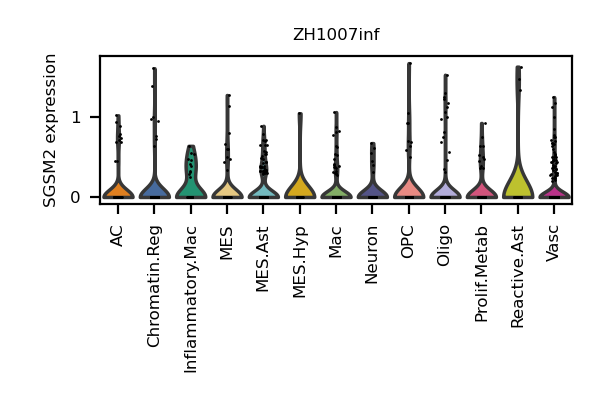 ZH1007inf
SGSM2 expression
1
0
AC
Chromatin.Reg
Inflammatory.Mac
MES
MES.Ast
MES.Hyp
Mac
Neuron
OPC
Oligo
Prolif.Metab
Reactive.Ast
Vasc